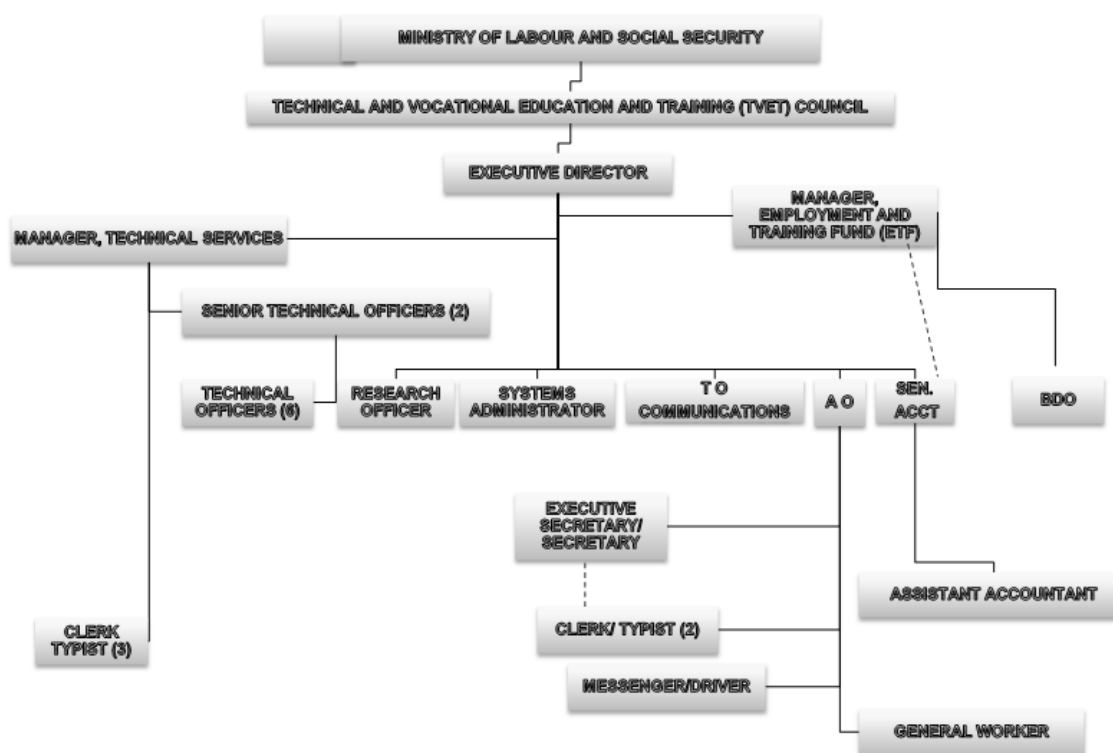 MINISTRY OF LABOUR AND SOCIAL SECURITY
TECHNICAL AND VOCATIONAL EDUCATION AND TRAINING (TVET) COUNCIL
EXECUTIVE DIRECTOR
MANAGER,
EMPLOYMENT AND
TRAINING FUND (ETF)
MANAGER, TECHNICAL SERVICES
SENIOR TECHNICAL OFFICERS (2)
TECHNICAL
OFFICERS (6)
RESEARCH
OFFICER
SYSTEMS
ADMINISTRATOR
T O
COMMUNICATIONS
A O
SEN.
ACCT
BDO
EXECUTIVE
SECRETARY/
SECRETARY
ASSISTANT ACCOUNTANT
CLERK
TYPIST (3)
CLERK/ TYPIST (2)
MESSENGER/DRIVER
GENERAL WORKER